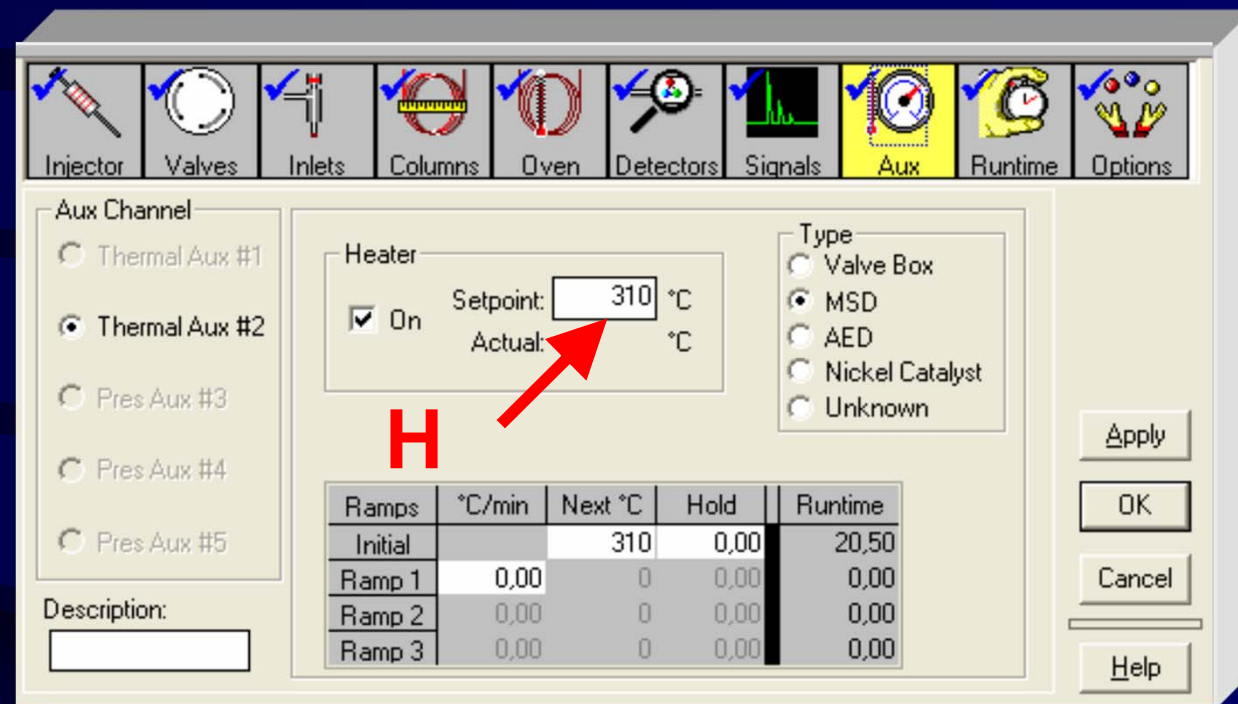 Injector Valves Inlets Columns Oven Detectors Signals Aux Runtime Options
Aux Channel
Thermal Aux #1
Thermal Aux #2
Pres Aux #3
Pres Aux #4
Pres Aux #5
Description:
Heater
On
Setpoint: 310 °C
Actual: °C
H
Type
Valve Box
MSD
AED
Nickel Catalyst
Unknown
Ramps °C/min Next °C Hold Runtime
Initial 310 0,00 20,50
Ramp 1 0,00 0 0,00 0,00
Ramp 2 0,00 0 0,00 0,00
Ramp 3 0,00 0 0,00 0,00
Apply
OK
Cancel
Help